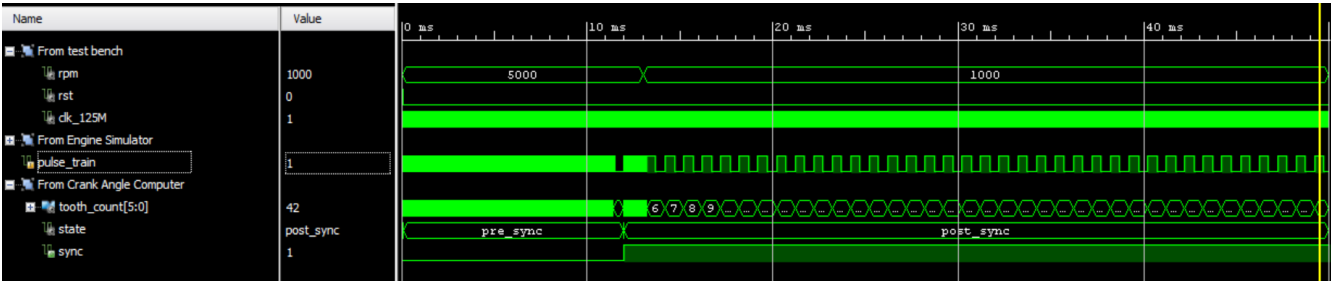 Name Value 0 ms 10 ms 20 ms 30 ms 40 ms
From test bench
rpm 1000 5000 1000
rst 0
clk_125M 1
From Engine Simulator
pulse_train 1
From Crank Angle Computer
tooth_count[5:0] 42 6 7 8 9 ... ... ... ... ... ... ... ... ... ... ... ... ... ... ... ... ... ... ... ... ... ... ... ... ... ... ... ...
state post_sync pre_sync post_sync
sync 1